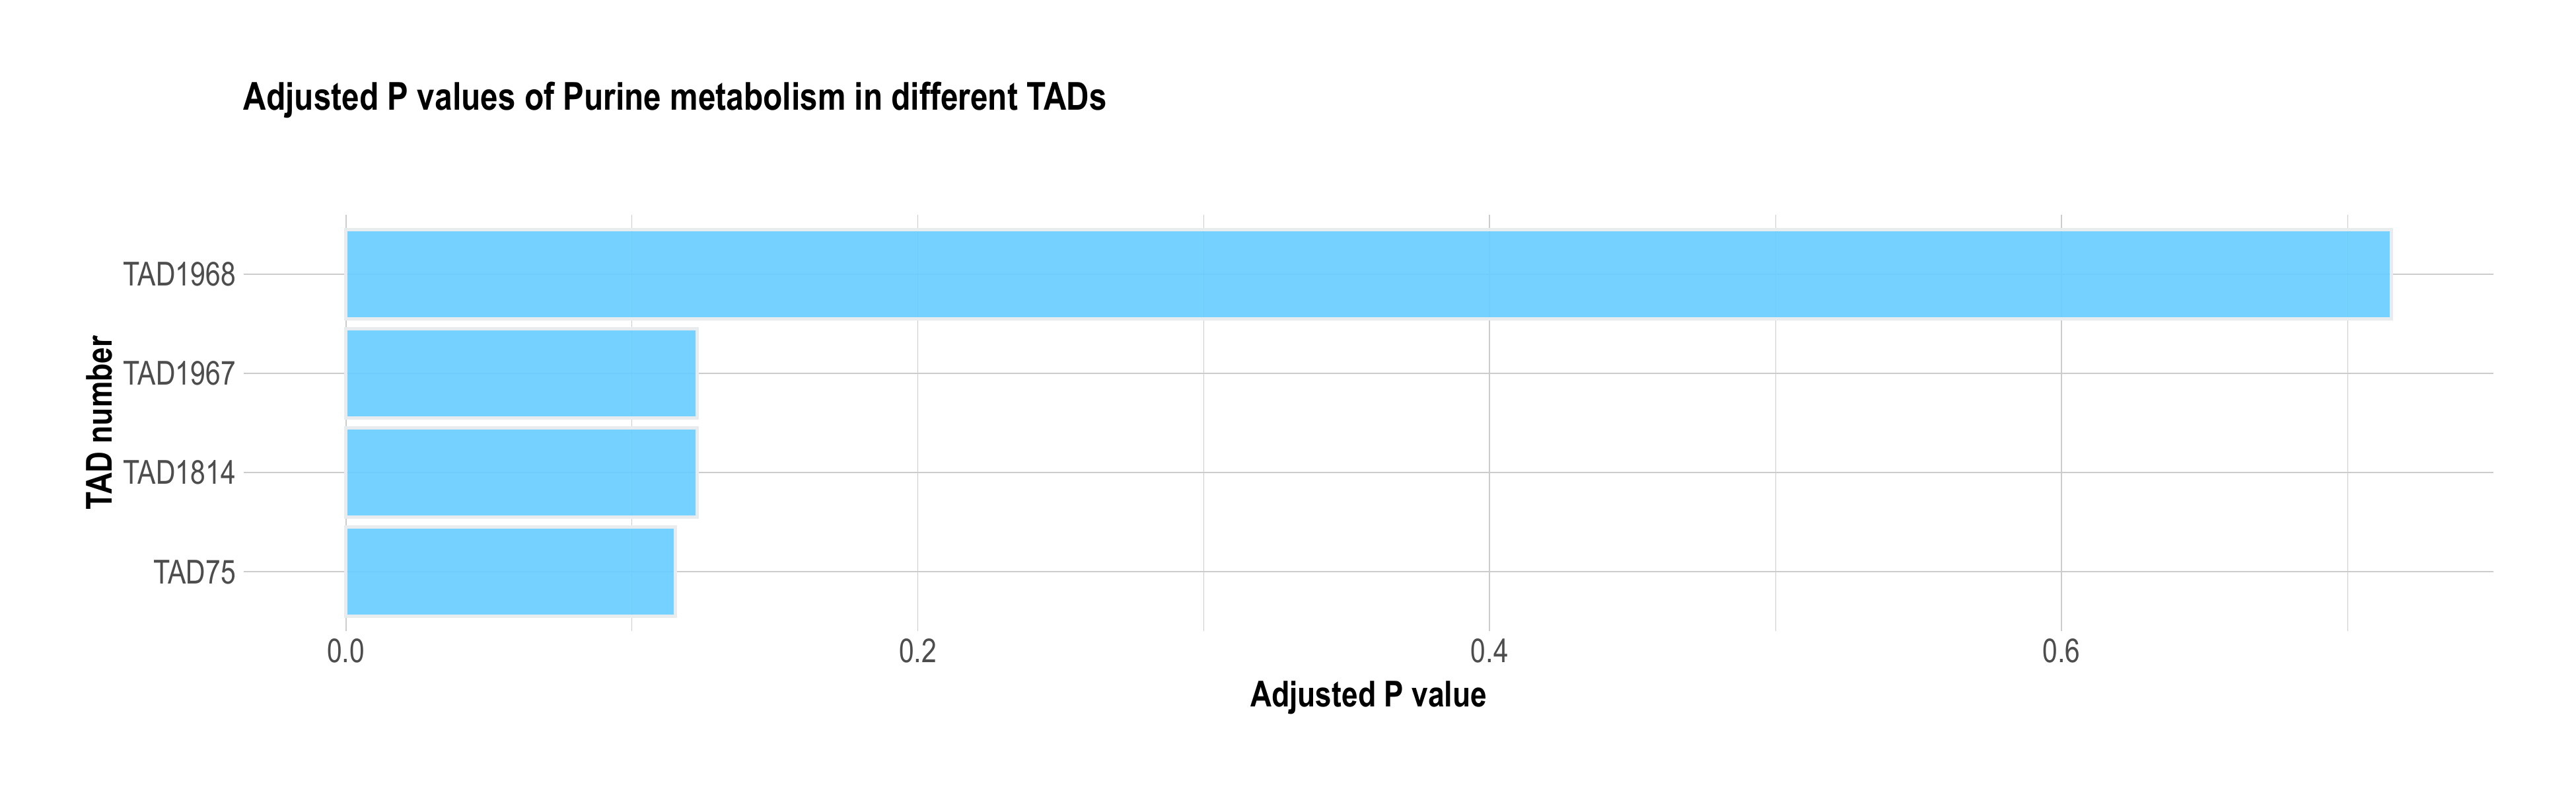 Adjusted P values of Purine metabolism in different TADs
TAD number
TAD1968
TAD1967
TAD1814
TAD75
0.0 0.2 0.4 0.6
Adjusted P value